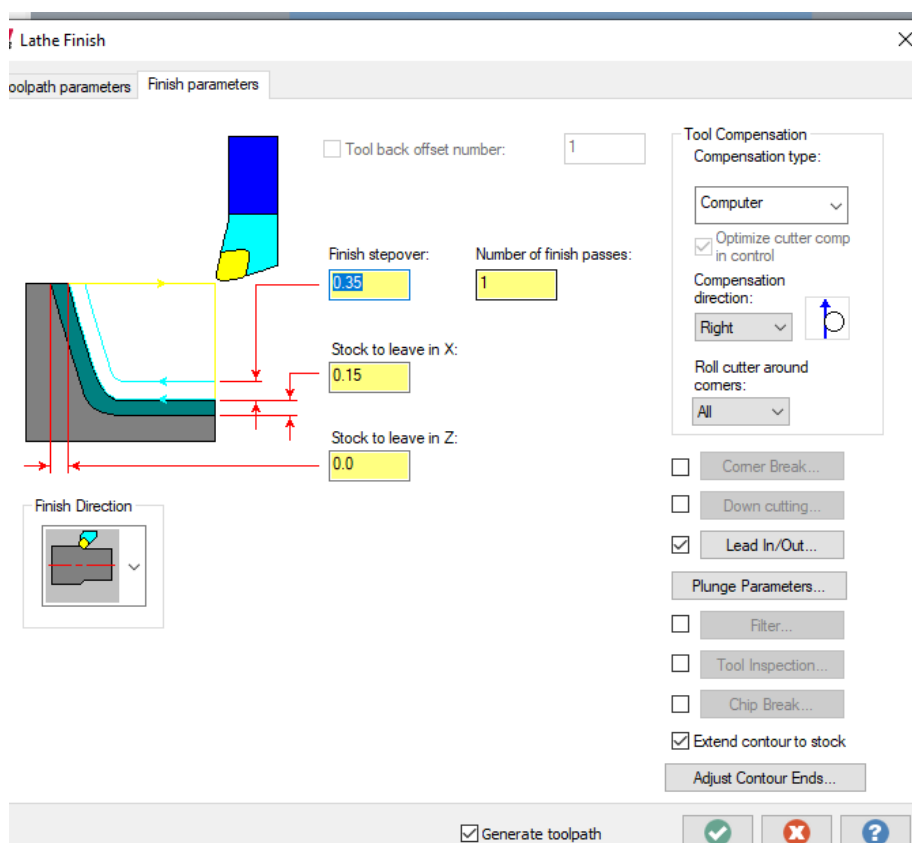 Lathe Finish
oolpath parameters
Finish parameters
Tool back offset number:
1
Finish stepover:
0.35
Number of finish passes:
1
Stock to leave in X:
0.15
Stock to leave in Z:
0.0
Finish Direction
Tool Compensation
Compensation type:
Computer
Optimize cutter comp
in control
Compensation
direction:
Right
Roll cutter around
corners:
All
Corner Break...
Down cutting...
Lead In/Out...
Plunge Parameters...
Filter...
Tool Inspection...
Chip Break...
Extend contour to stock
Adjust Contour Ends...
Generate toolpath
?